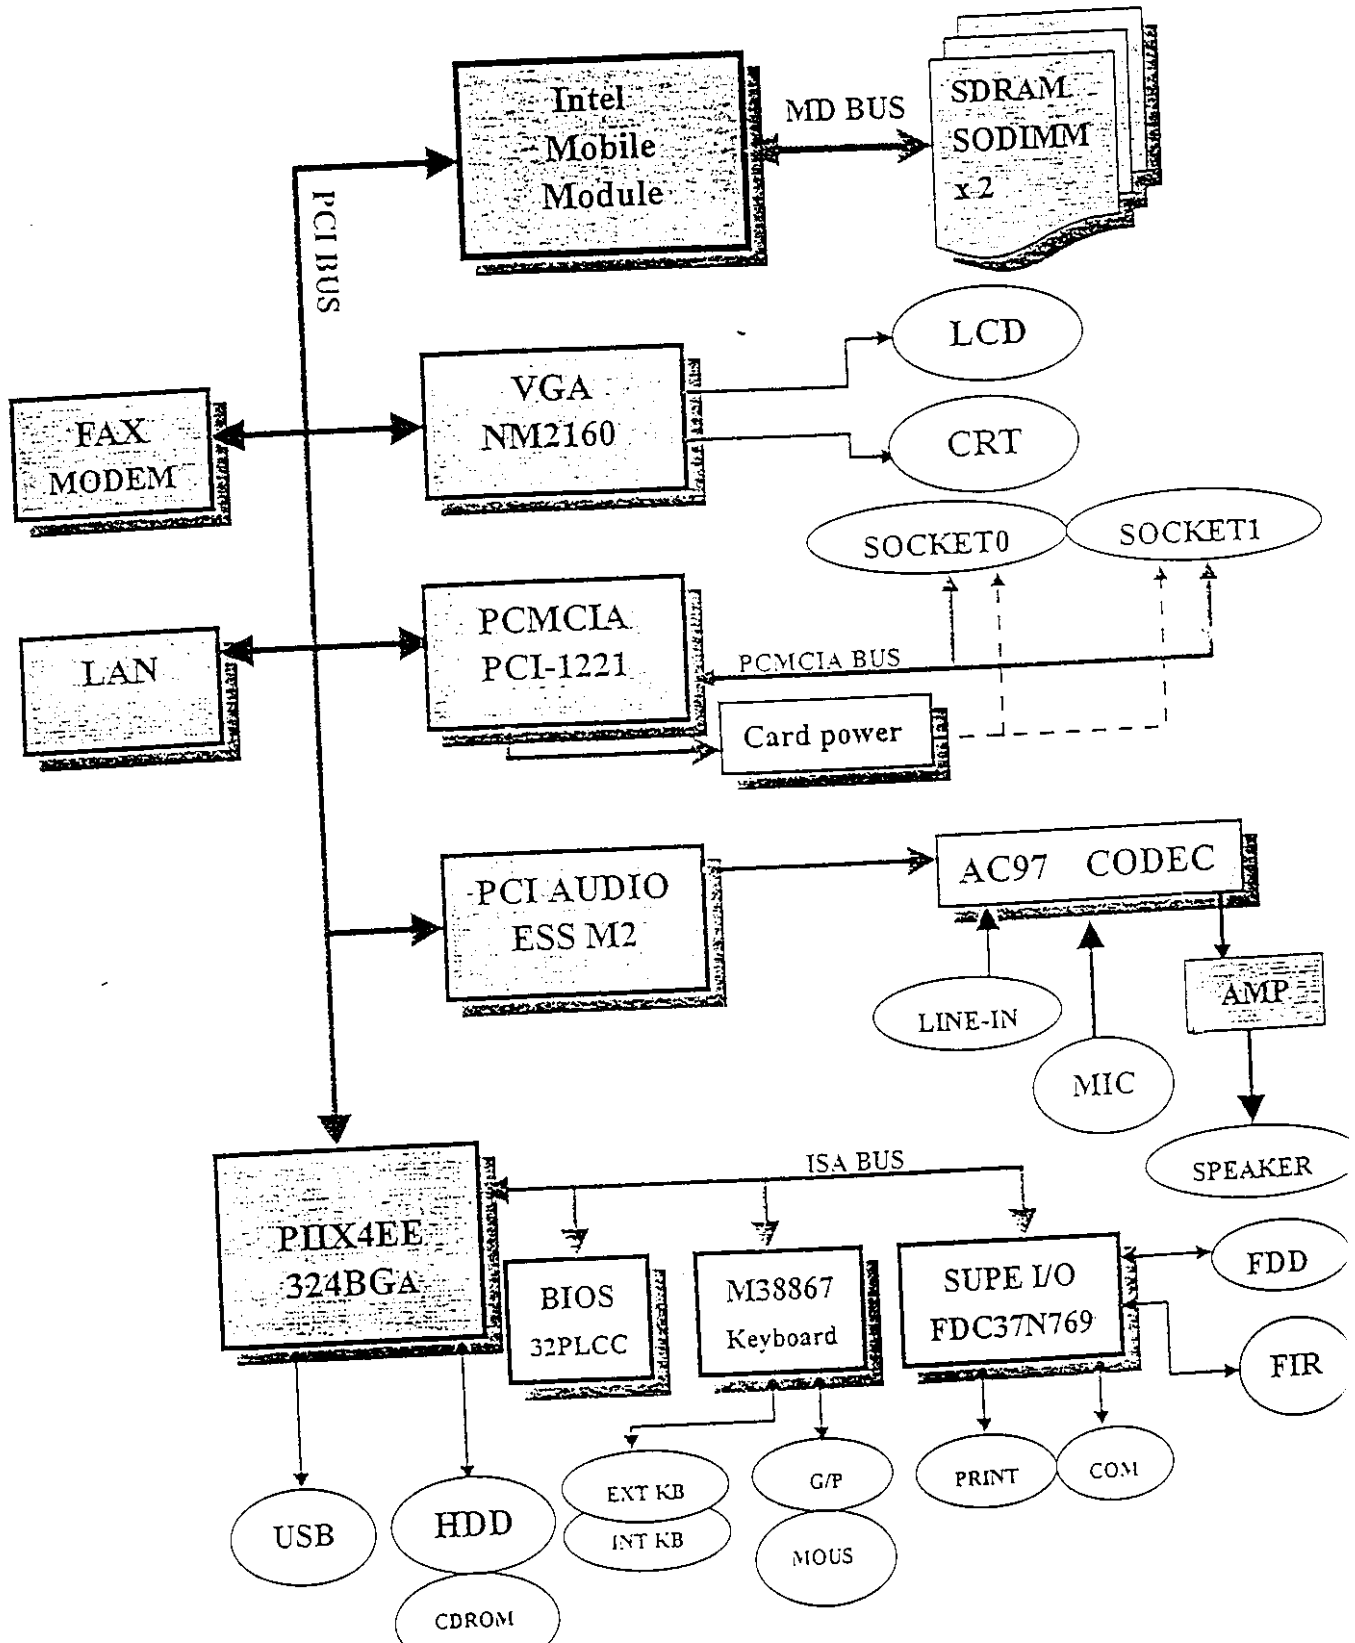 Intel
Mobile
Module
MD BUS
SDRAM
SODIMM
x 2
PCI BUS
LCD
VGA
NM2160
FAX
MODEM
CRT
SOCKET0
SOCKET1
PCMCIA
PCI-1221
LAN
PCMCIA BUS
Card power
AC97 CODEC
PCI AUDIO
ESS M2
AMP
LINE-IN
MIC
SPEAKER
ISA BUS
PIIX4EE
324BGA
BIOS
32PLCC
M38867
Keyboard
SUPE I/O
FDC37N769
FDD
FIR
EXT KB
INT KB
G/P
MOUS
PRINT
COM
USB
HDD
CDROM